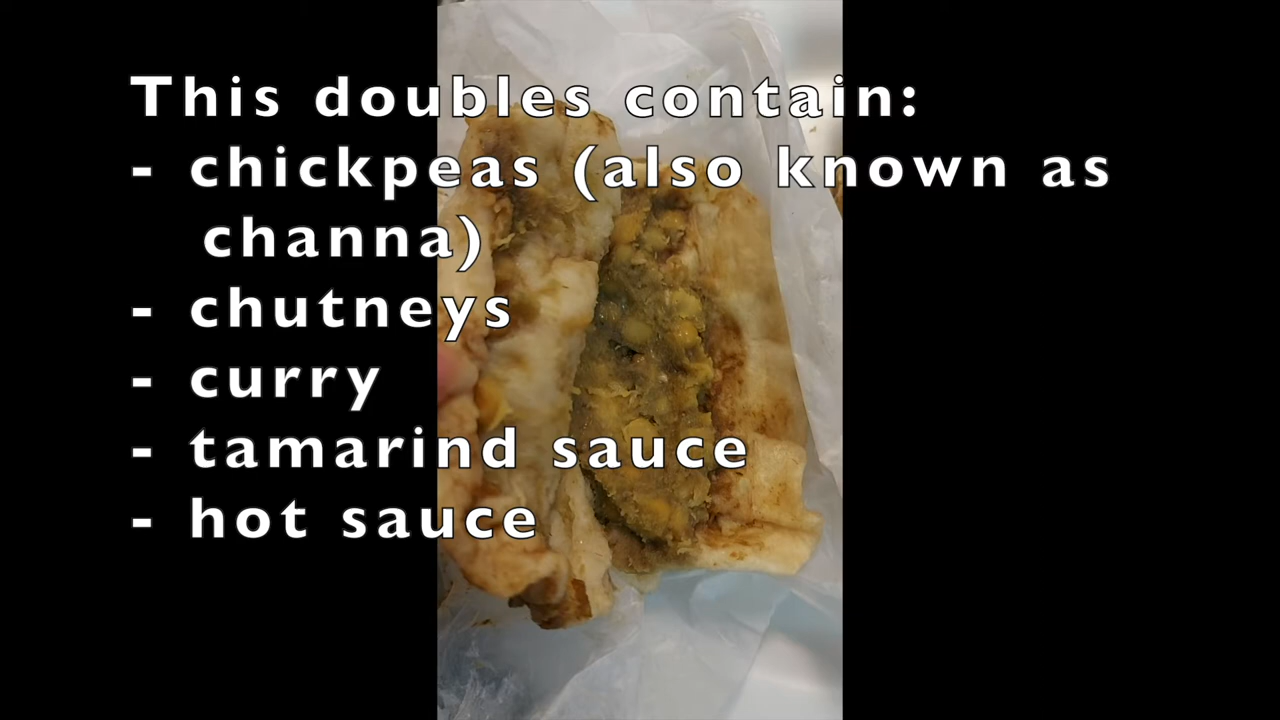 This doubles contain:
- chickpeas (also known as
channa)
- chutneys
- curry
- tamarind sauce
- hot sauce